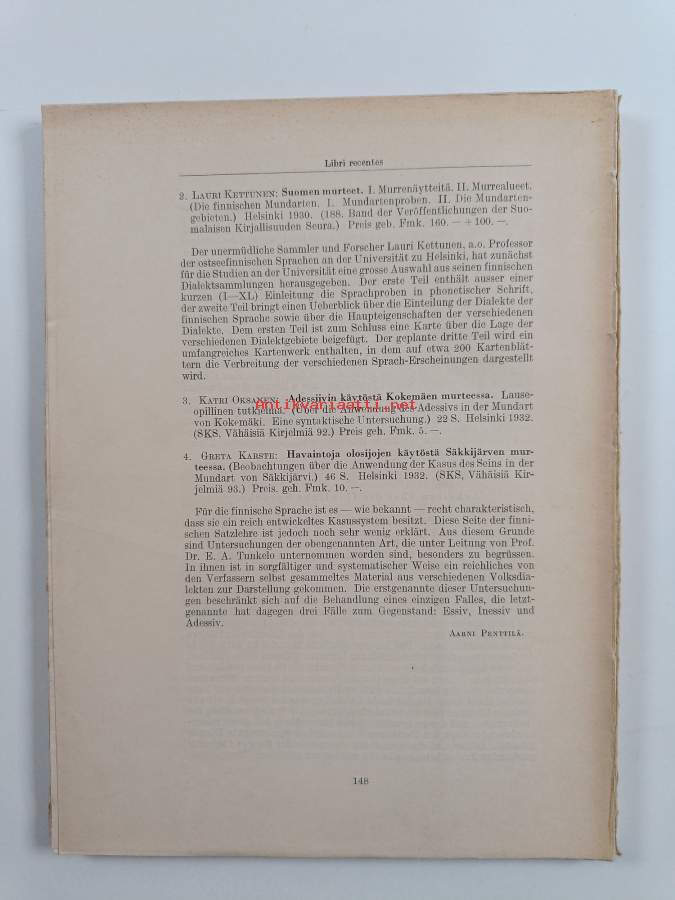 Libri recentes
2. Lauri Kettunen: Suomen murteet. I. Murrenäytteitä. II. Murrealueet.
(Die finnischen Mundarten. I. Mundartenproben. II. Die Mundarten-
gebieten.) Helsinki 1930. (188. Band der Veröffentlichungen der Suo-
malaisen Kirjallisuuden Seura.) Preis geb. Fmk. 160. — + 100. —.
Der unermüdliche Sammler und Forscher Lauri Kettunen, a.o. Professor
der ostseefinnischen Sprachen an der Universität zu Helsinki, hat zunächst
für die Studien an der Universität eine grosse Auswahl aus seinen finnischen
Dialektsammlungen herausgegeben. Der erste Teil enthält ausser einer
kurzen (I—XL) Einleitung die Sprachproben in phonetischer Schrift,
der zweite Teil bringt einen Ueberblick über die Einteilung der Dialekte der
finnischen Sprache sowie über die Haupteigenschaften der verschiedenen
Dialekte. Dem ersten Teil ist zum Schluss eine Karte über die Lage der
verschiedenen Dialektgebiete beigefügt. Der geplante dritte Teil wird ein
umfangreiches Kartenwerk enthalten, in dem auf etwa 200 Kartenblät-
tern die Verbreitung der verschiedenen Sprach-Erscheinungen dargestellt
wird.
3. Katri Oksanen: Adessiivin käytöstä Kokemäen murteessa. Lause-
antikvariaatti.net
opillinen tutkielma. (Über die Anwendung des Adessivs in der Mundart
von Kokemäki. Eine syntaktische Untersuchung.) 22 S. Helsinki 1932.
(SKS. Vähäisiä Kirjelmiä 92.) Preis geh. Fmk. 5. —.
4. Greta Karste: Havaintoja olosijojen käytöstä Säkkijärven mur-
teessa. (Beobachtungen über die Anwendung der Kasus des Seins in der
Mundart von Säkkijärvi.) 46 S. Helsinki 1932. (SKS, Vähäisiä Kir-
jelmiä 93.) Preis. geh. Fmk. 10. —.
Für die finnische Sprache ist es — wie bekannt — recht charakteristisch,
dass sie ein reich entwickeltes Kasussystem besitzt. Diese Seite der finni-
schen Satzlehre ist jedoch noch sehr wenig erklärt. Aus diesem Grunde
sind Untersuchungen der obengenannten Art, die unter Leitung von Prof.
Dr. E. A. Tunkelo unternommen worden sind, besonders zu begrüssen.
In ihnen ist in sorgfältiger und systematischer Weise ein reichliches von
den Verfassern selbst gesammeltes Material aus verschiedenen Volksdia-
lekten zur Darstellung gekommen. Die erstgenannte dieser Untersuchun-
gen beschränkt sich auf die Behandlung eines einzigen Falles, die letzt-
genannte hat dagegen drei Fälle zum Gegenstand: Essiv, Inessiv und
Adessiv.
Aarni Penttilä.
148